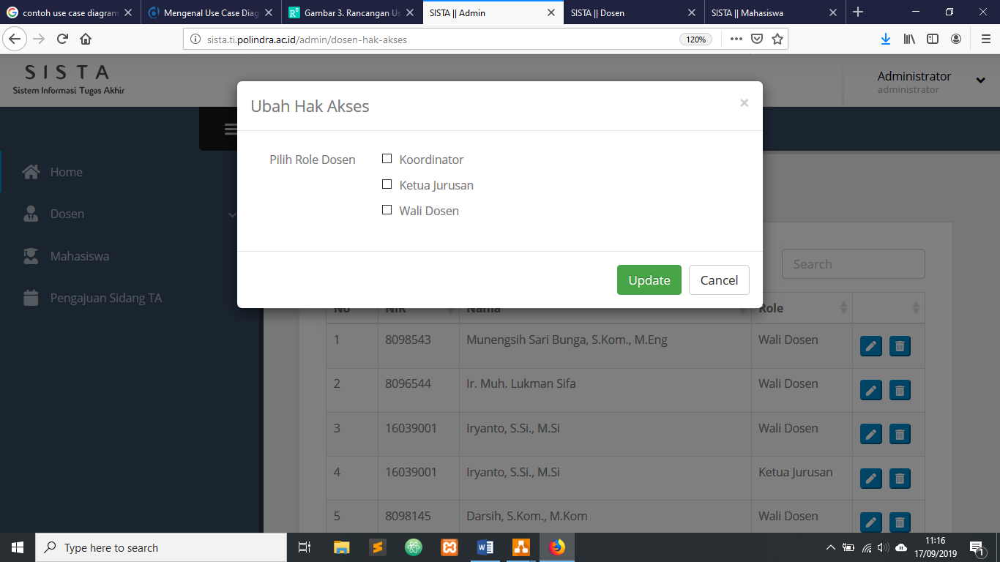 contoh use case diagram
Mengenal Use Case Diag
Gambar 3. Rancangan Us
SISTA || Admin
SISTA || Dosen
SISTA || Mahasiswa
sista.ti.polindra.ac.id/admin/dosen-hak-akses
120%
SISTA
Sistem Informasi Tugas Akhir
Administrator
administrator
Ubah Hak Akses
×
Pilih Role Dosen
Koordinator
Ketua Jurusan
Wali Dosen
Update
Cancel
Home
Dosen
Mahasiswa
Pengajuan Sidang TA
Search
No NIK Nama Role
1 8098543 Munengsih Sari Bunga, S.Kom., M.Eng Wali Dosen
2 8096544 Ir. Muh. Lukman Sifa Wali Dosen
3 16039001 Iryanto, S.Si., M.Si Wali Dosen
4 16039001 Iryanto, S.Si., M.Si Ketua Jurusan
5 8098145 Darsih, S.Kom., M.Kom Wali Dosen
Type here to search
11:16
17/09/2019
1